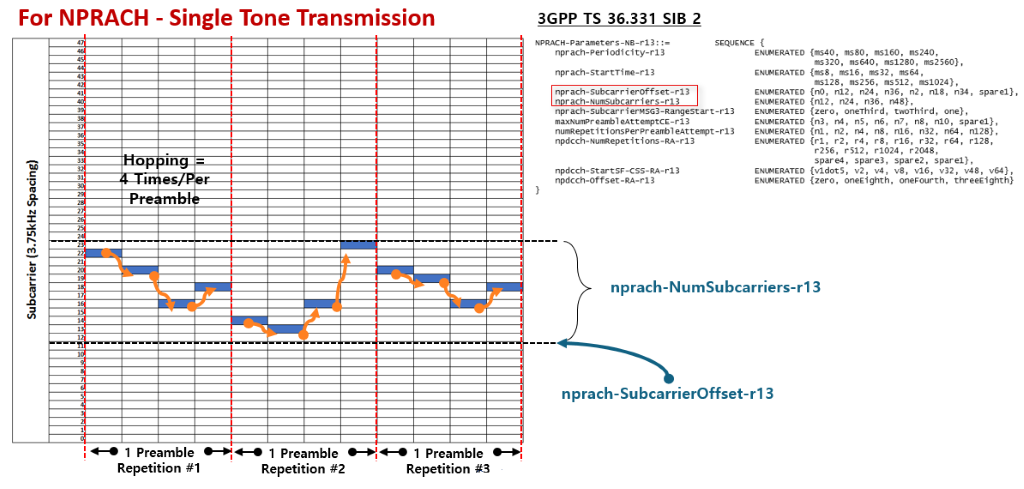 For NPRACH - Single Tone Transmission
3GPP TS 36.331 SIB 2
NPRACH-Parameters-NB-r13::= SEQUENCE {
nprach-Periodicity-r13 ENUMERATED {ms40, ms80, ms160, ms240,
ms320, ms640, ms1280, ms2560},
nprach-StartTime-r13 ENUMERATED {ms8, ms16, ms32, ms64,
ms128, ms256, ms512, ms1024},
nprach-SubcarrierOffset-r13 ENUMERATED {n0, n12, n24, n36, n2, n18, n34, spare1},
nprach-NumSubcarriers-r13 ENUMERATED {n12, n24, n36, n48},
nprach-SubcarrierMSG3-RangeStart-r13 ENUMERATED {zero, oneThird, twoThird, one},
maxNumPreambleAttemptCE-r13 ENUMERATED {n3, n4, n5, n6, n7, n8, n10, spare1},
numRepetitionsPerPreambleAttempt-r13 ENUMERATED {n1, n2, n4, n8, n16, n32, n64, n128},
npdcch-NumRepetitions-RA-r13 ENUMERATED {r1, r2, r4, r8, r16, r32, r64, r128,
r256, r512, r1024, r2048,
spare4, spare3, spare2, spare1},
npdcch-StartSF-CSS-RA-r13 ENUMERATED {v1dot5, v2, v4, v8, v16, v32, v48, v64},
npdcch-Offset-RA-r13 ENUMERATED {zero, oneEighth, oneFourth, threeEighth}
}
Subcarrier (3.75kHz Spacing)
47
46
45
44
43
42
41
40
39
38
37
36
35
34
33
32
31
30
29
28
27
26
25
24
23
22
21
20
19
18
17
16
15
14
13
12
11
10
9
8
7
6
5
4
3
2
1
0
Hopping =
4 Times/Per
Preamble
nprach-NumSubcarriers-r13
nprach-SubcarrierOffset-r13
1 Preamble
Repetition #1
1 Preamble
Repetition #2
1 Preamble
Repetition #3